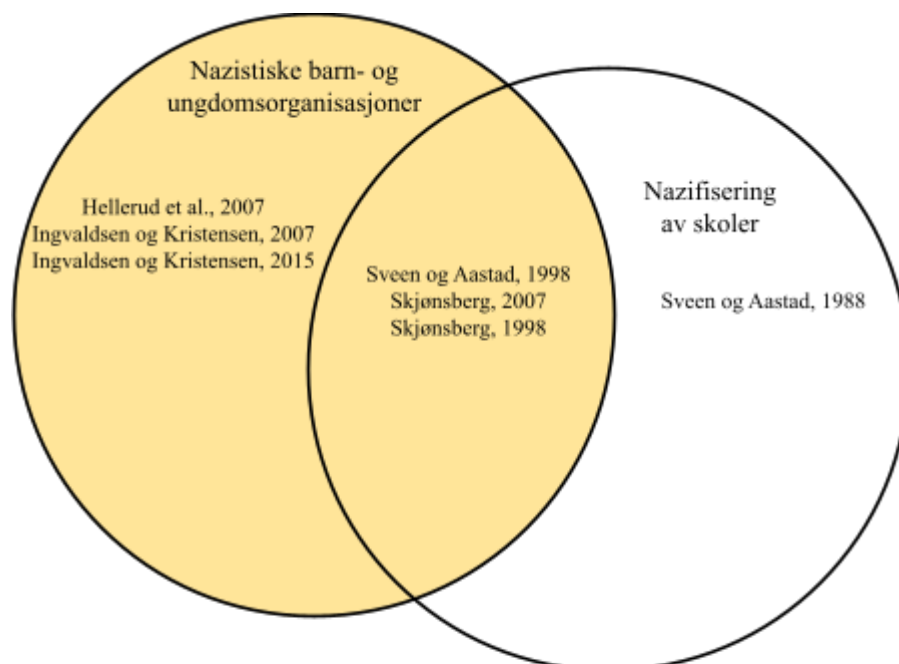 Nazistiske barn- og
ungdomsorganisasjoner
Hellerud et al., 2007
Ingvaldsen og Kristensen, 2007
Ingvaldsen og Kristensen, 2015
Sveen og Aastad, 1998
Skjønsberg, 2007
Skjønsberg, 1998
Nazifisering
av skoler
Sveen og Aastad, 1988